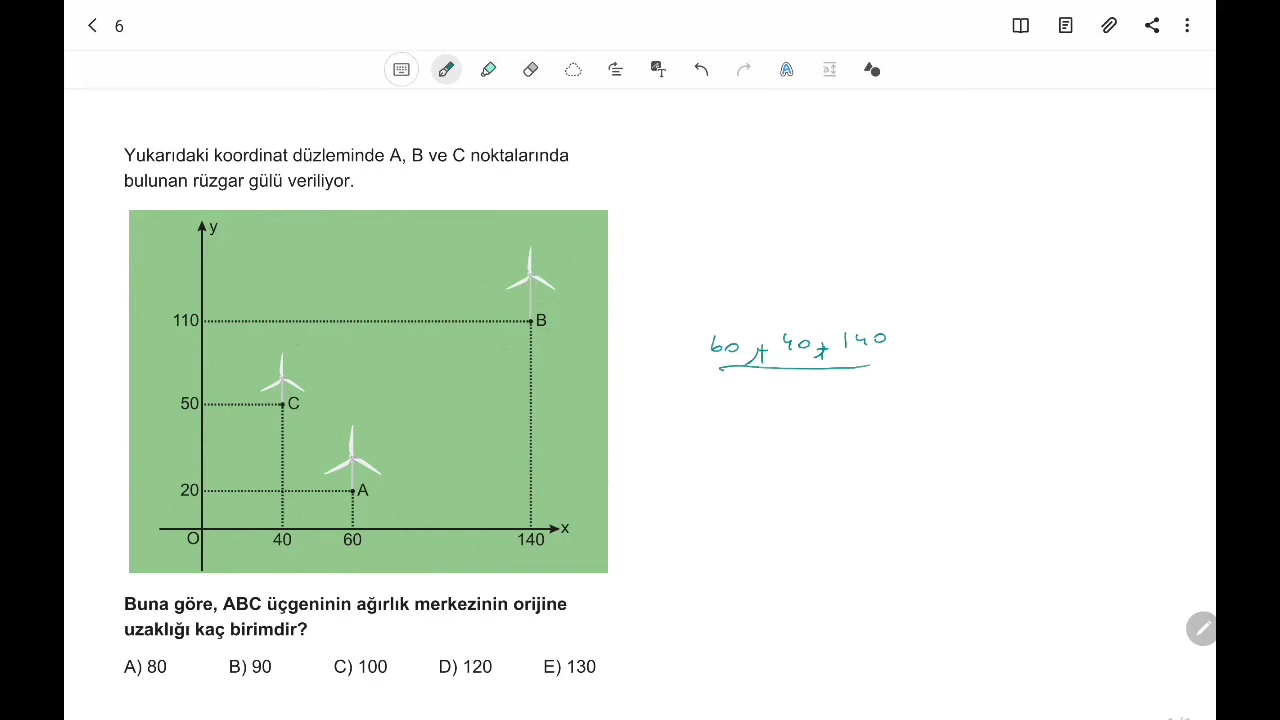 6
Yukarıdaki koordinat düzleminde A, B ve C noktalarında
bulunan rüzgar gülü veriliyor.
y
110
B
50
C
20
A
O
40
60
140
x
60 + 40 + 140
Buna göre, ABC üçgeninin ağırlık merkezinin orijine
uzaklığı kaç birimdir?
A) 80 B) 90 C) 100 D) 120 E) 130